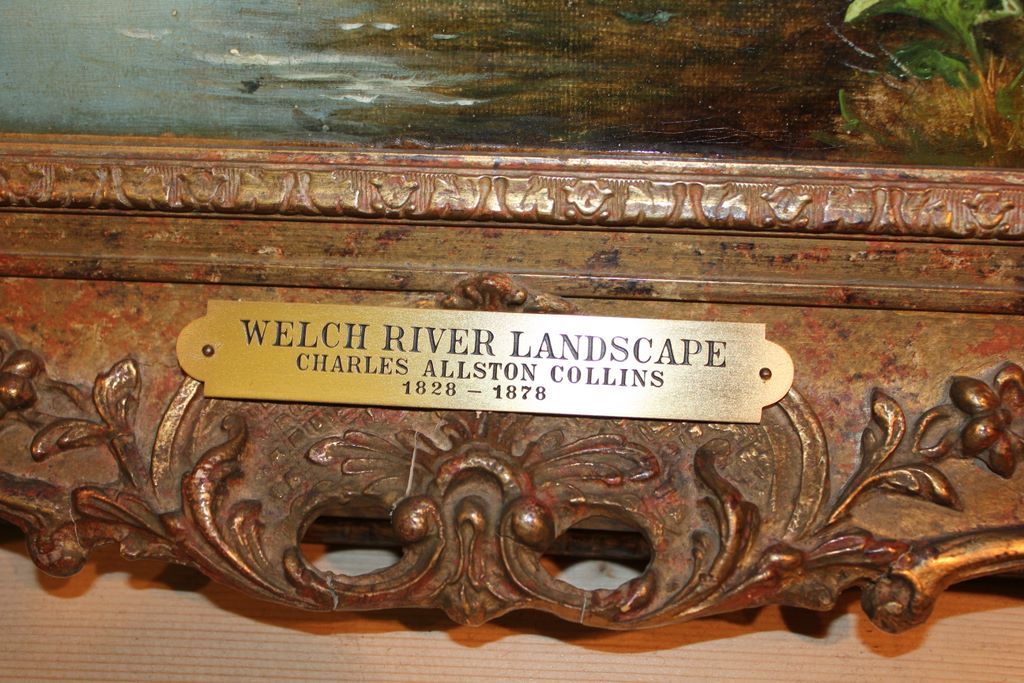 WELCH RIVER LANDSCAPE
CHARLES ALLSTON COLLINS
1828 – 1878